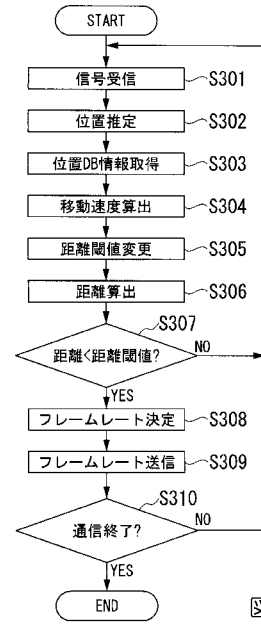 START
信号受信 S301
位置推定 S302
位置DB情報取得 S303
移動速度算出 S304
距離閾値変更 S305
距離算出 S306
S307
距離<距離閾値?
NO
YES
フレームレート決定 S308
フレームレート送信 S309
S310
通信終了?
NO
YES
END